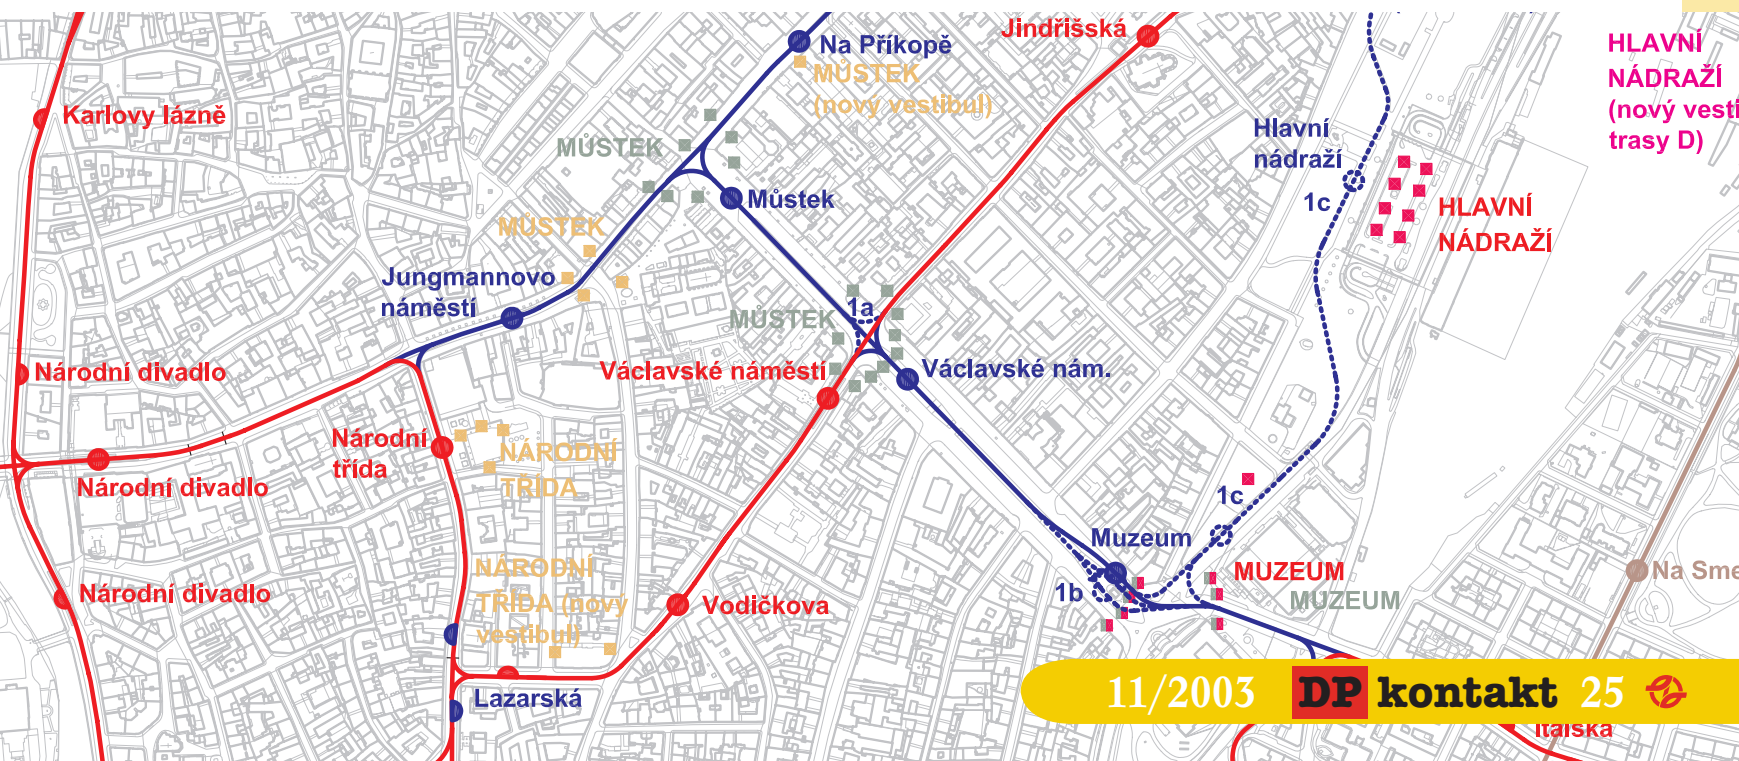 Jindřišská
Na Příkopě
MŮSTEK
(nový vestibul)
HLAVNÍ
NÁDRAŽÍ
(nový vesti
trasy D)
Karlovy lázně
MŮSTEK
Hlavní
nádraží
1c
Můstek
HLAVNÍ
NÁDRAŽÍ
MŮSTEK
Jungmannovo
náměstí
1a
MŮSTEK
Národní divadlo
Václavské náměstí
Václavské nám.
Národní
třída
NÁRODNÍ
TŘÍDA
Národní divadlo
1c
Muzeum
NÁRODNÍ
TŘÍDA (nový
vestibul)
MUZEUM
MUZEUM
1b
Na Sme
Národní divadlo
Vodičkova
Lazarská
11/2003 DP kontakt 25
Italská